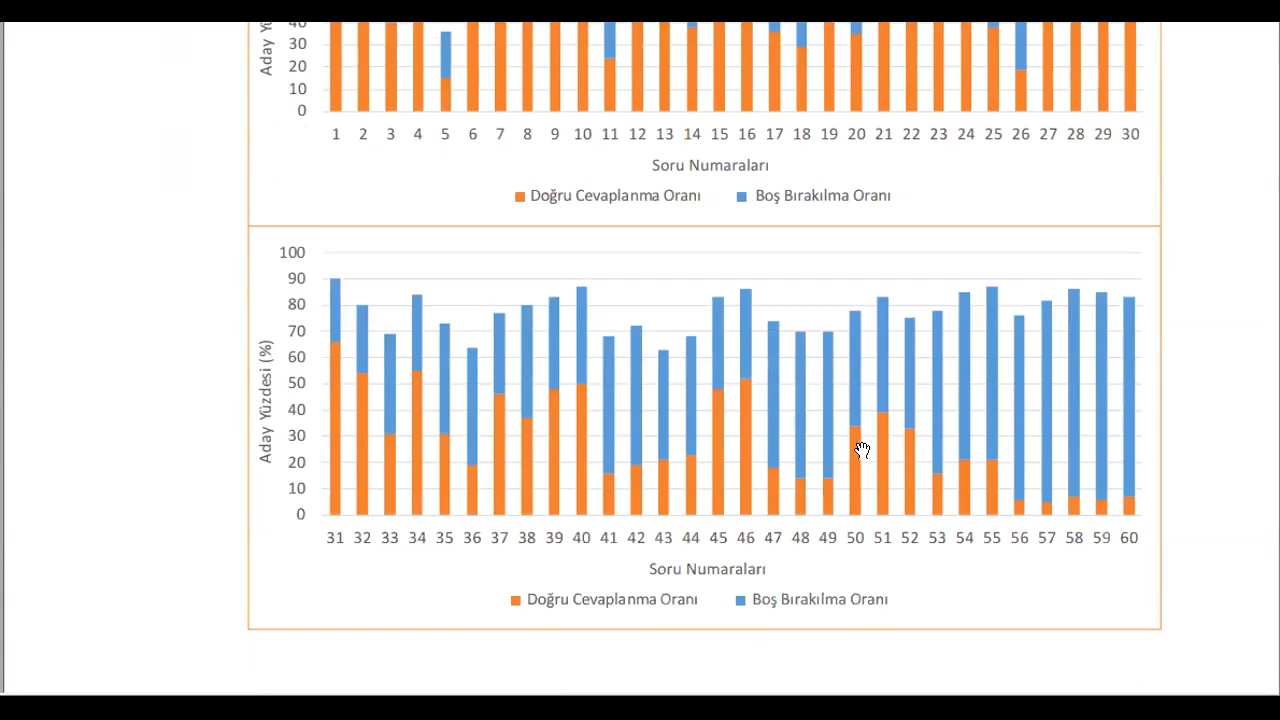 40
30
20
10
0
Aday
1 2 3 4 5 6 7 8 9 10 11 12 13 14 15 16 17 18 19 20 21 22 23 24 25 26 27 28 29 30
Soru Numaraları
Doğru Cevaplanma Oranı Boş Bırakılma Oranı
100
90
80
70
60
50
40
30
20
10
0
Aday Yüzdesi (%)
31 32 33 34 35 36 37 38 39 40 41 42 43 44 45 46 47 48 49 50 51 52 53 54 55 56 57 58 59 60
Soru Numaraları
Doğru Cevaplanma Oranı Boş Bırakılma Oranı